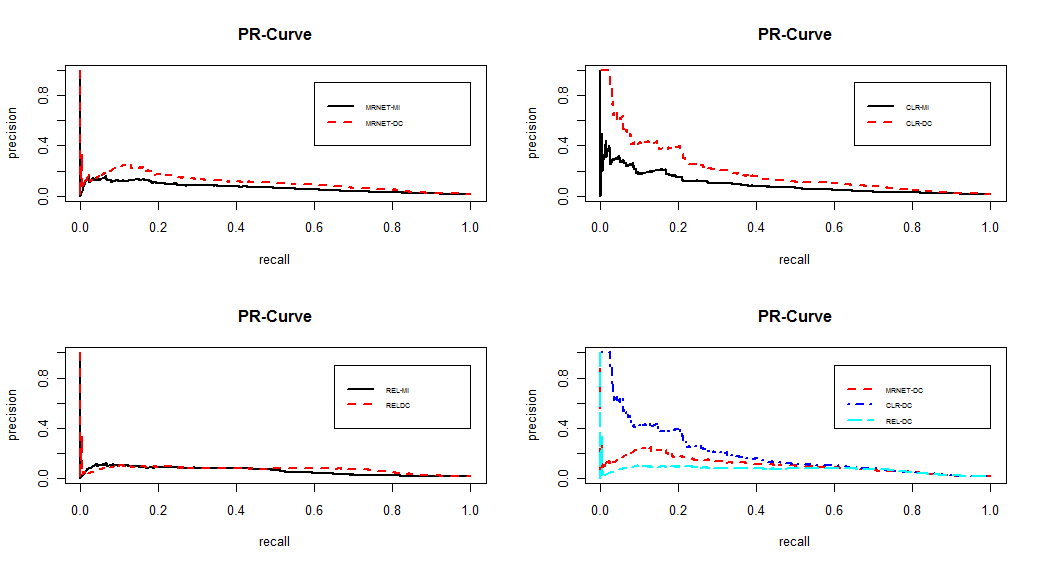 PR-Curve
precision
0.0 0.4 0.8
MRNET-MI
MRNET-DC
0.0 0.2 0.4 0.6 0.8 1.0
recall
PR-Curve
precision
0.0 0.4 0.8
CLR-MI
CLR-DC
0.0 0.2 0.4 0.6 0.8 1.0
recall
PR-Curve
precision
0.0 0.4 0.8
REL-MI
RELDC
0.0 0.2 0.4 0.6 0.8 1.0
recall
PR-Curve
precision
0.0 0.4 0.8
MRNET-DC
CLR-DC
REL-DC
0.0 0.2 0.4 0.6 0.8 1.0
recall